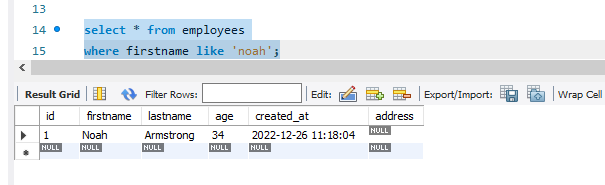 13
14 select * from employees
15 where firstname like 'noah';
Result Grid Filter Rows: Edit: Export/Import: Wrap Cell
id firstname lastname age created_at address
1 Noah Armstrong 34 2022-12-26 11:18:04 NULL
NULL NULL NULL NULL NULL NULL